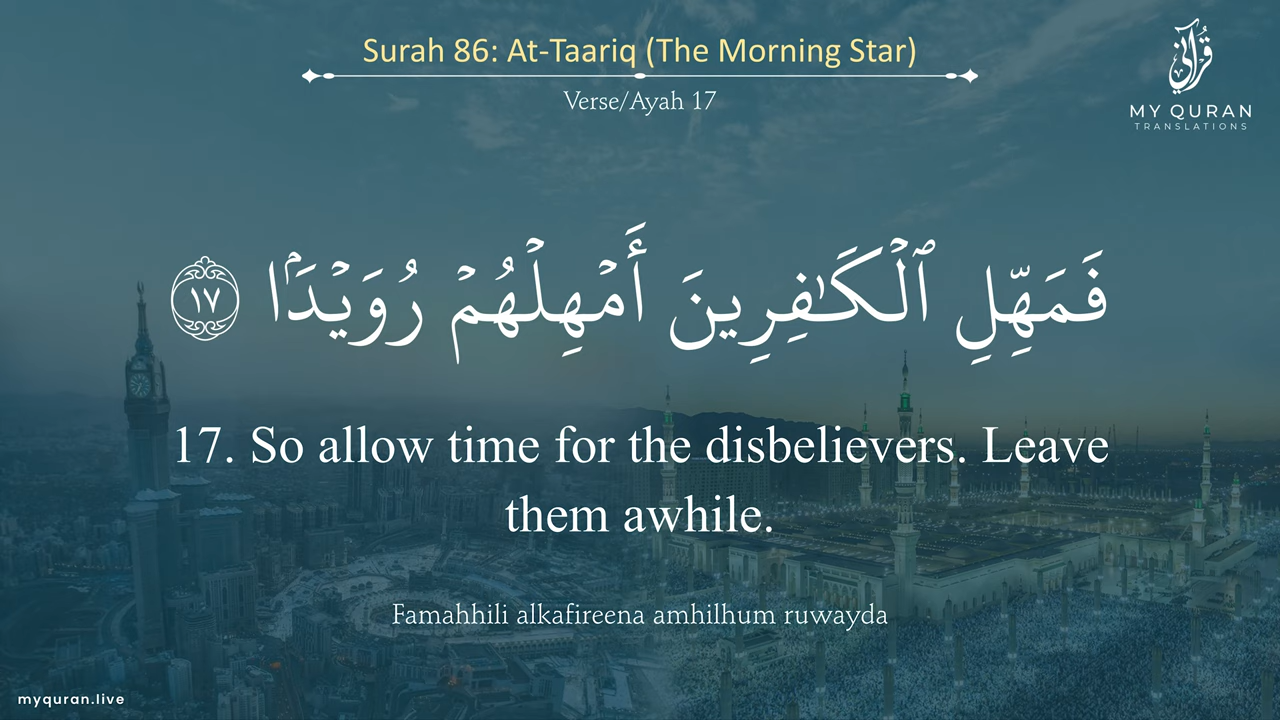 Surah 86: At-Taariq (The Morning Star)
Verse/Ayah 17
قرآني
MY QURAN
TRANSLATIONS
فَمَهِّلِ ٱلْكَٰفِرِينَ أَمْهِلْهُمْ رُوَيْدًۢا ١٧
17. So allow time for the disbelievers. Leave
them awhile.
Famahhili alkafireena amhilhum ruwayda
myquran.live